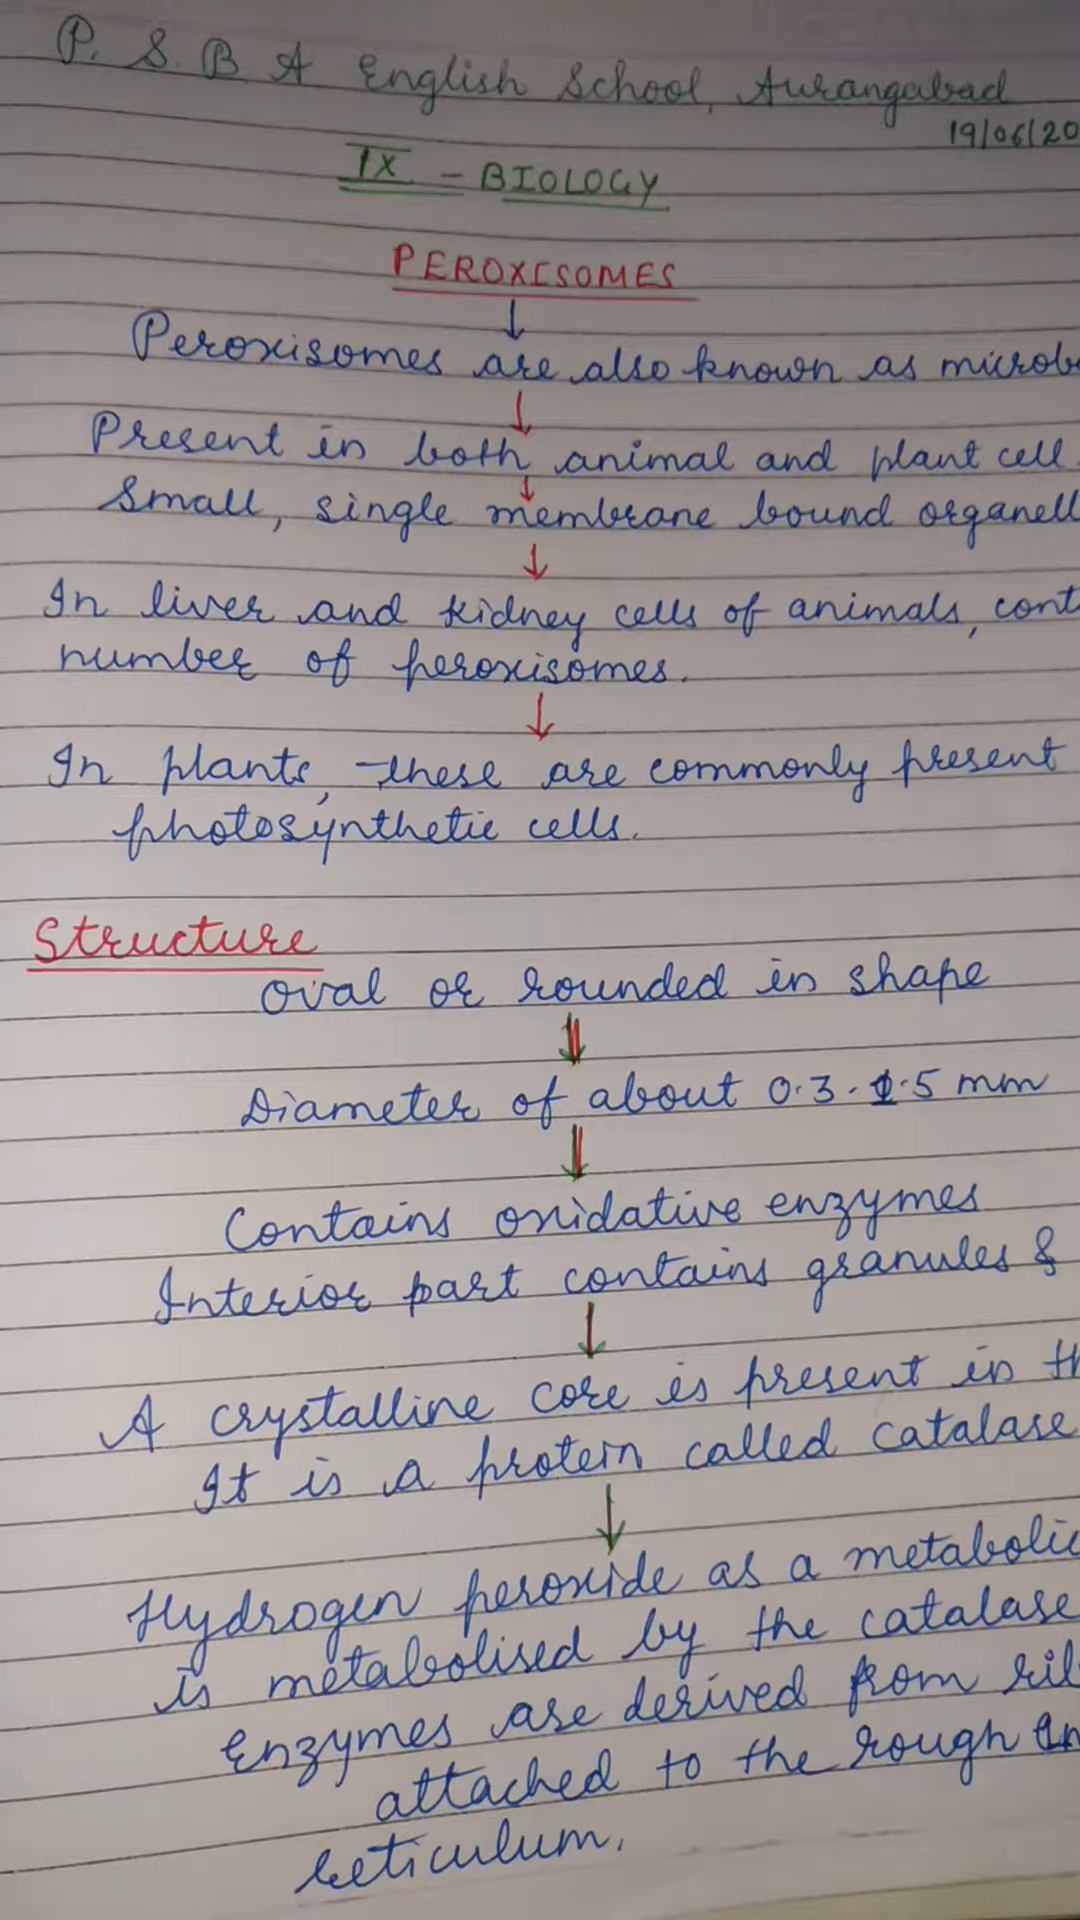 P. S. B. A English School, Aurangabad
19/06/20
IX - BIOLOGY
PEROXISOMES
Peroxisomes are also known as microb
Present in both animal and plant cell
Small, single membrane bound organell
In liver and kidney cells of animals, cont
number of peroxisomes.
In plants, these are commonly present
photosynthetic cells.
Structure
Oval or rounded in shape
Diameter of about 0.3-1.5 mm
Contains oxidative enzymes
Interior part contains granules &
A crystalline core is present in th
It is a protein called catalase
Hydrogen peroxide as a metabolic
is metabolised by the catalase
Enzymes are derived from rib
attached to the rough En
reticulum.